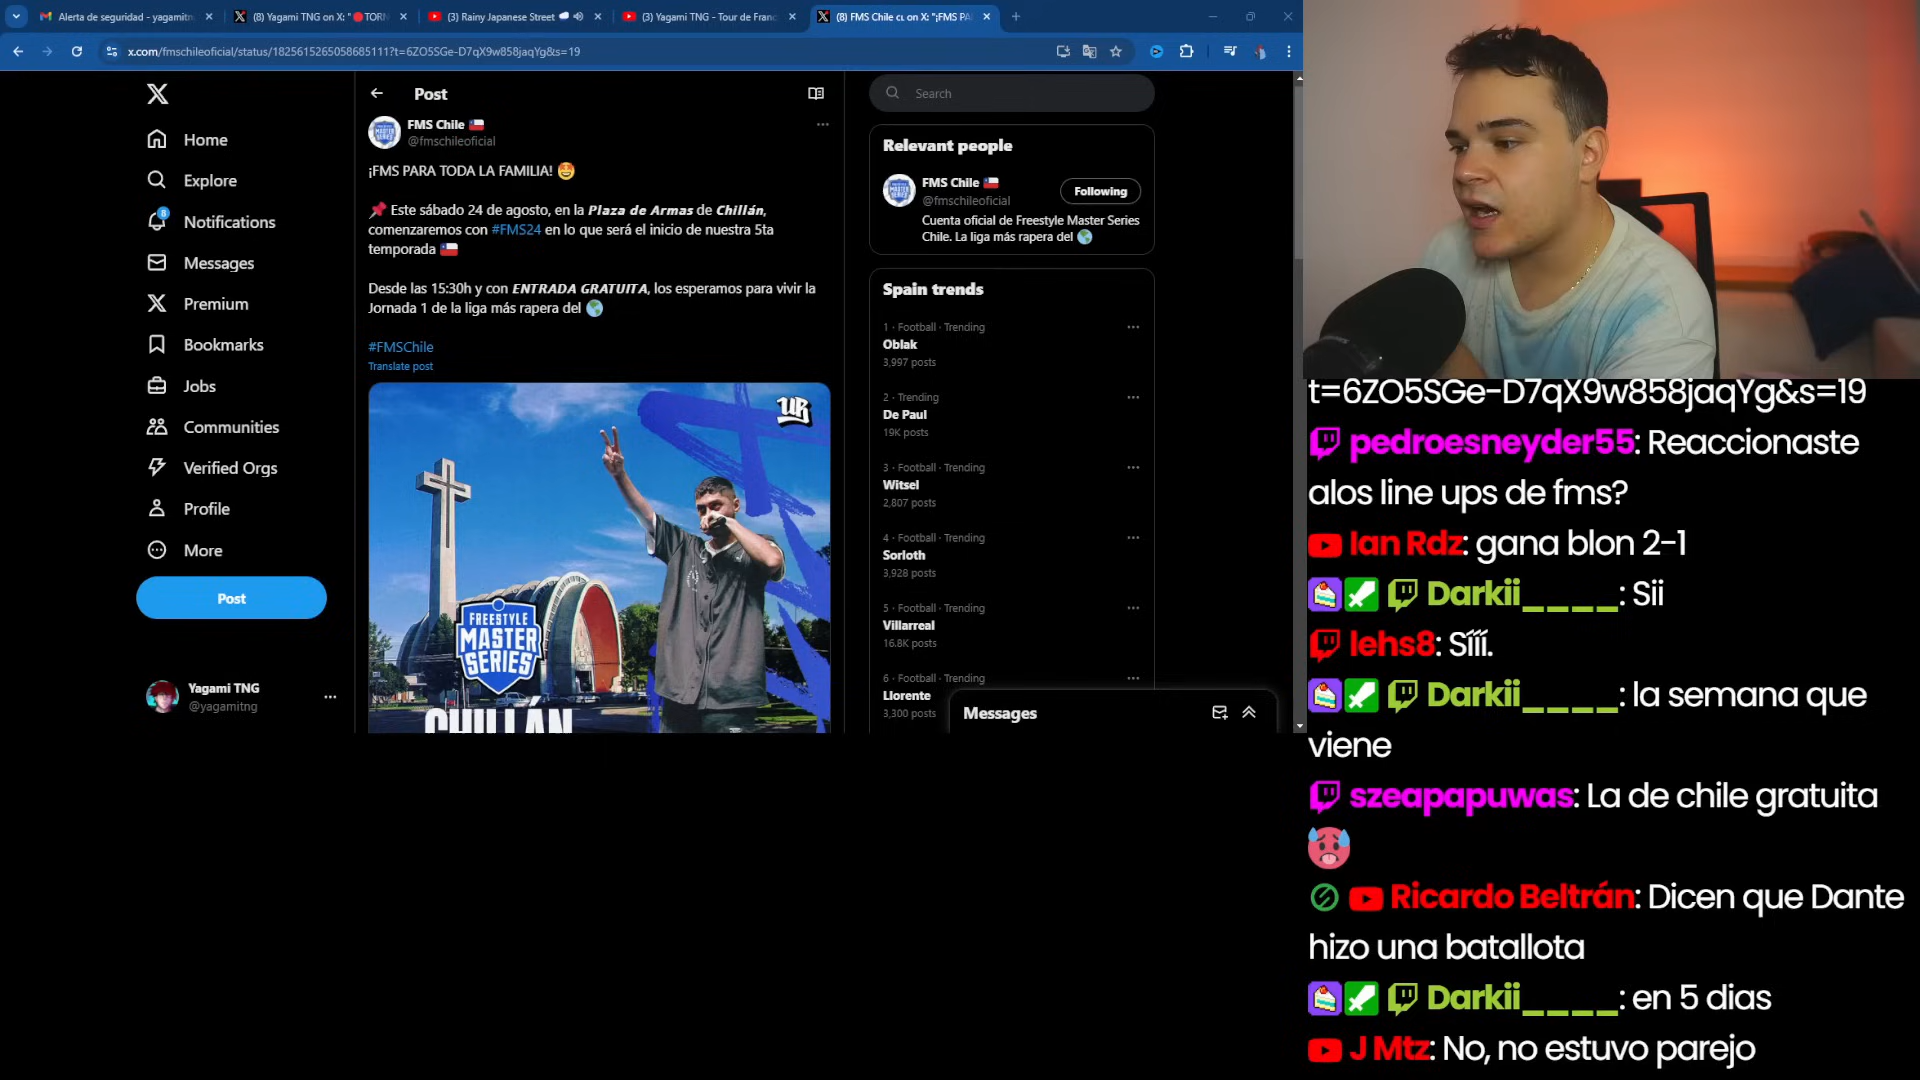 Alerta de seguridad - yagamitn
(8) Yagami TNG on X: "🔴TORN
(3) Rainy Japanese Street
(3) Yagami TNG - Tour de Franc
(8) FMS Chile 🇨🇱 on X: "¡FMS PA
x.com/fmschileoficial/status/1825615265058685111?t=6ZO5SGe-D7qX9w858jaqYg&s=19
Home
Explore
8
Notifications
Messages
Premium
Bookmarks
Jobs
Communities
Verified Orgs
Profile
More
Post
Yagami TNG
@yagamitng
Post
FMS Chile 🇨🇱
@fmschileoficial
¡FMS PARA TODA LA FAMILIA! 🤩
📌 Este sábado 24 de agosto, en la Plaza de Armas de Chillán,
comenzaremos con #FMS24 en lo que será el inicio de nuestra 5ta
temporada 🇨🇱
Desde las 15:30h y con ENTRADA GRATUITA, los esperamos para vivir la
Jornada 1 de la liga más rapera del 🌎
#FMSChile
Translate post
UR
FREESTYLE
MASTER
SERIES
CHILLÁN
Search
Relevant people
FMS Chile 🇨🇱
@fmschileoficial
Following
Cuenta oficial de Freestyle Master Series
Chile. La liga más rapera del 🌎
Spain trends
1 · Football · Trending
Oblak
3,997 posts
2 · Trending
De Paul
19K posts
3 · Football · Trending
Witsel
2,807 posts
4 · Football · Trending
Sorloth
3,928 posts
5 · Football · Trending
Villarreal
16.8K posts
6 · Football · Trending
Llorente
3,300 posts
Messages
t=6ZO5SGe-D7qX9w858jaqYg&s=19
pedroesneyder55: Reaccionaste
alos line ups de fms?
Ian Rdz: gana blon 2-1
Darkii____: Sii
lehs8: Sííí.
Darkii____: la semana que
viene
szeapapuwas: La de chile gratuita
🥵
Ricardo Beltrán: Dicen que Dante
hizo una batallota
Darkii____: en 5 dias
J Mtz: No, no estuvo parejo